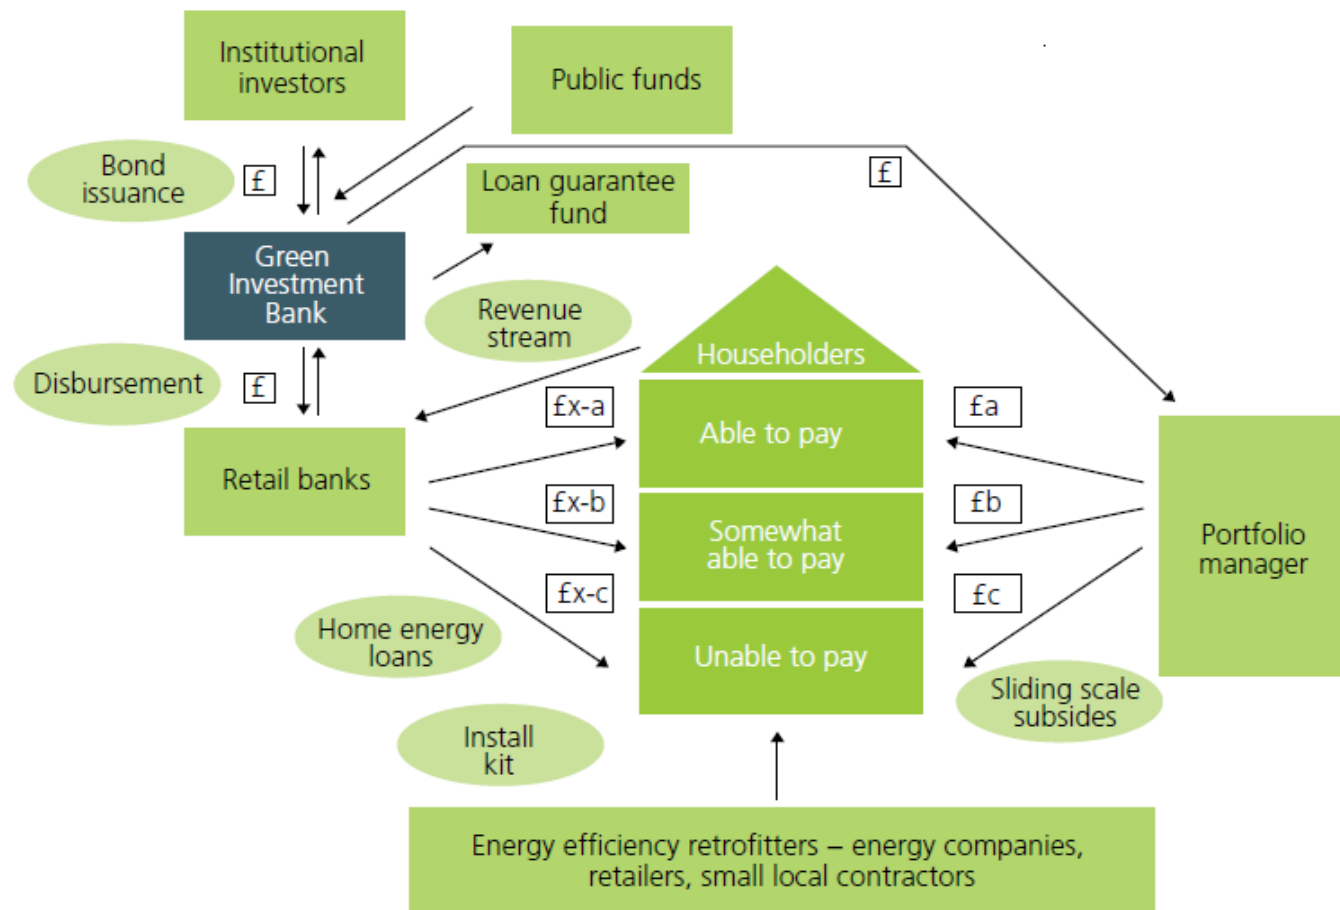 Institutional
investors
Public funds
Bond
issuance
£
£
Loan guarantee
fund
Green
Investment
Bank
Revenue
stream
Householders
Disbursement
£
£x-a
£a
Able to pay
Retail banks
£x-b
£b
Somewhat
able to pay
Portfolio
manager
£x-c
£c
Home energy
loans
Unable to pay
Sliding scale
subsides
Install
kit
Energy efficiency retrofitters – energy companies,
retailers, small local contractors